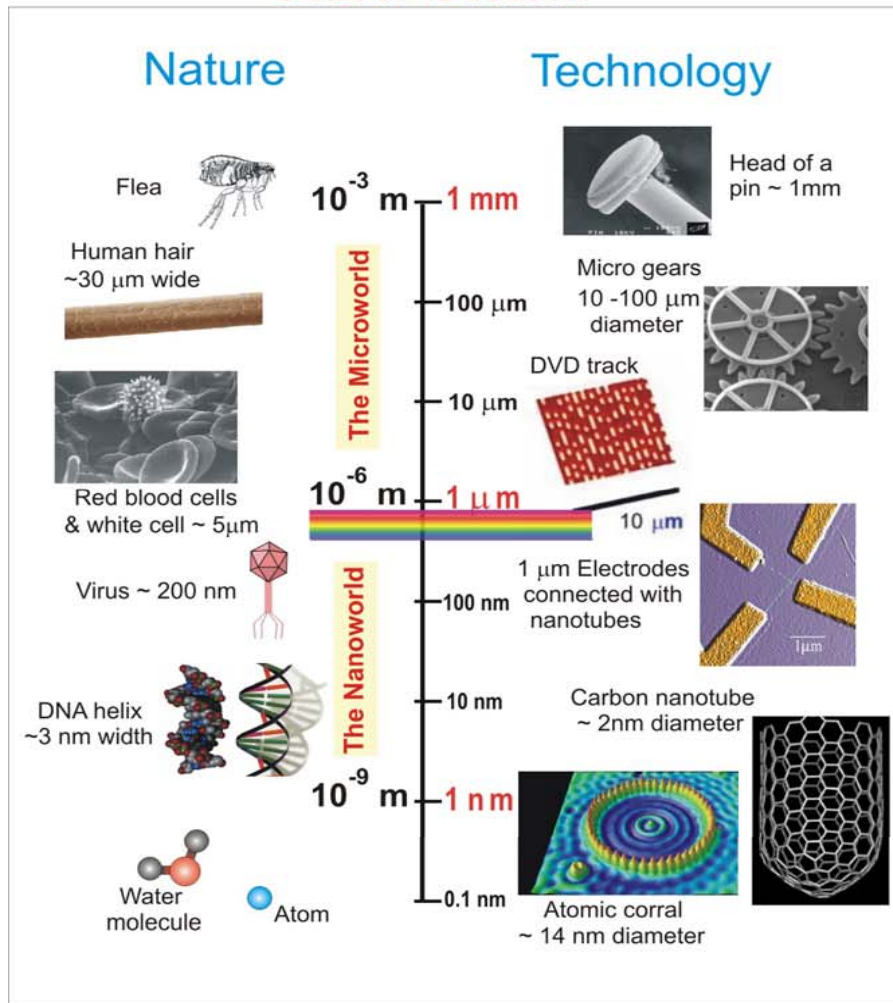 Nature
Technology
Flea
10⁻³ m
1 mm
Head of a
pin ~ 1mm
Human hair
~30 μm wide
The Microworld
100 μm
Micro gears
10 -100 μm
diameter
DVD track
10 μm
10⁻⁶ m
1 μm
Red blood cells
& white cell ~ 5μm
10 μm
Virus ~ 200 nm
The Nanoworld
100 nm
1 μm Electrodes
connected with
nanotubes
1μm
DNA helix
~3 nm width
10 nm
Carbon nanotube
~ 2nm diameter
10⁻⁹ m
1 nm
Water
molecule
Atom
0.1 nm
Atomic corral
~ 14 nm diameter